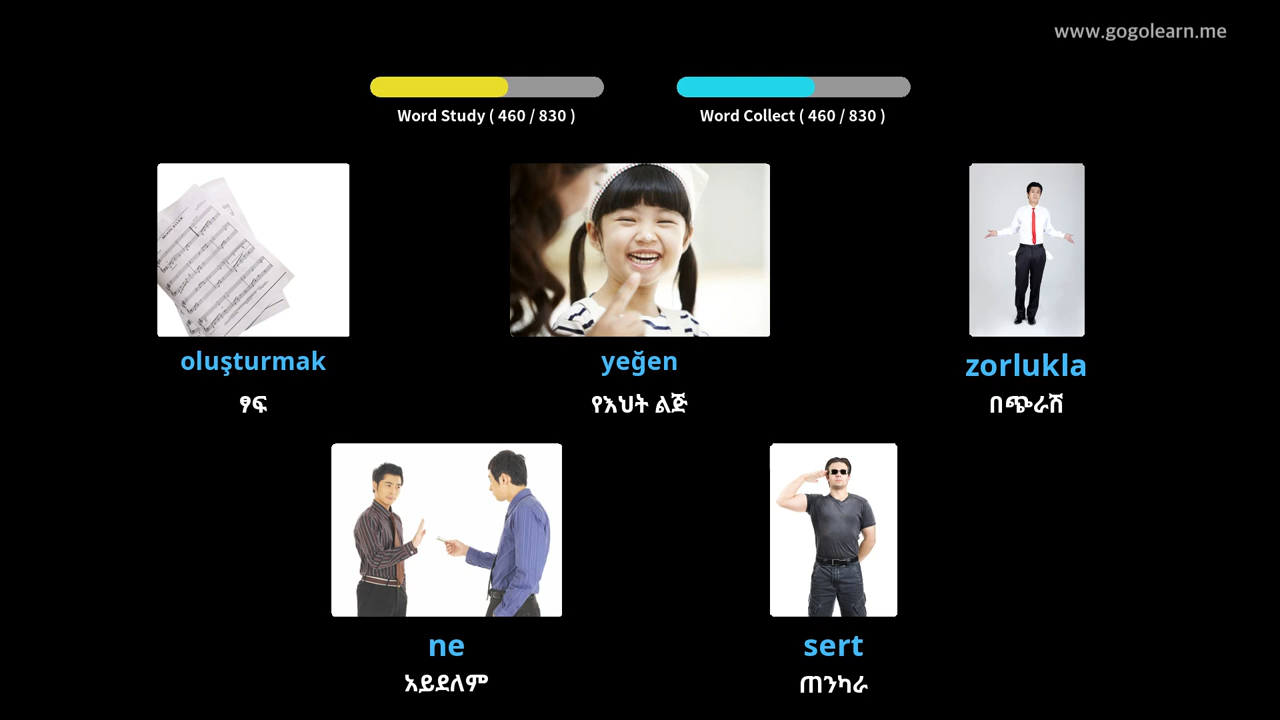 www.gogolearn.me
Word Study ( 460 / 830 )
Word Collect ( 460 / 830 )
oluşturmak
yeğen
zorlukla
ፃፍ
የእህት ልጅ
በጭራሽ
ne
sert
አይደለም
ጠንካራ